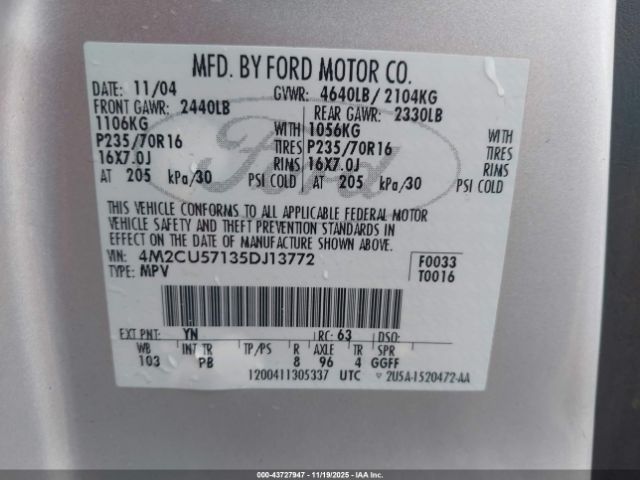 MFD. BY FORD MOTOR CO.
DATE: 11/04 GVWR: 4640LB/ 2104KG
FRONT GAWR: 2440LB REAR GAWR: 2330LB
1106KG WITH 1056KG WITH
P235/70R16 TIRES P235/70R16 TIRES
16X7.0J RIMS 16X7.0J RIMS
AT 205 kPa/30 PSI COLD AT 205 kPa/30 PSI COLD
Ford
THIS VEHICLE CONFORMS TO ALL APPLICABLE FEDERAL MOTOR
VEHICLE SAFETY AND THEFT PREVENTION STANDARDS IN
EFFECT ON THE DATE OF MANUFACTURE SHOWN ABOVE.
VIN: 4M2CU57135DJ13772 F0033
TYPE: MPV T0016
EXT PNT: YN RC: 63 DSO:
WB INT TR TP/PS R AXLE TR SPR
103 PB 8 96 4 GGFF
1200411305337 UTC 2U5A-1520472-AA
000-43727947 - 11/19/2025 - IAA Inc.